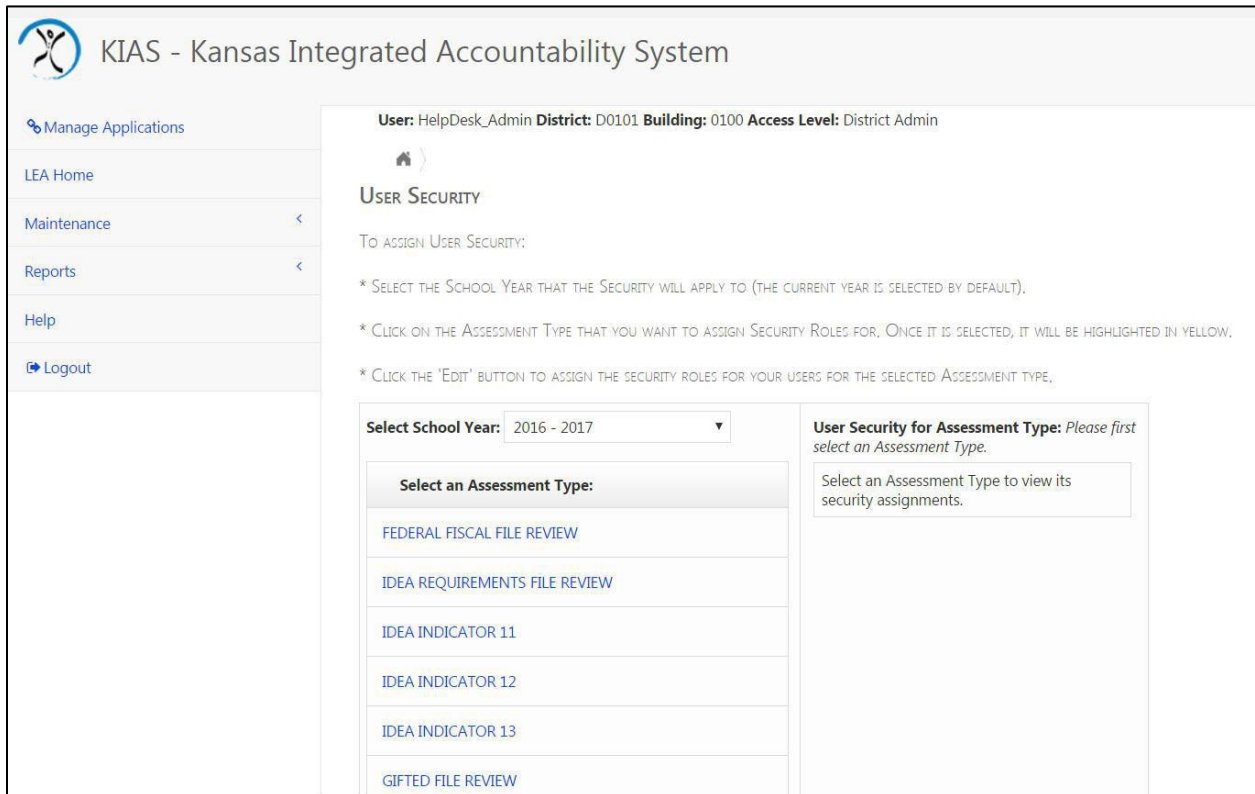 KIAS - Kansas Integrated Accountability System
Manage Applications
LEA Home
Maintenance
Reports
Help
Logout
User: HelpDesk_Admin District: D0101 Building: 0100 Access Level: District Admin
User Security
To assign User Security:
* Select the School Year that the Security will apply to (the current year is selected by default).
* Click on the Assessment Type that you want to assign Security Roles for. Once it is selected, it will be highlighted in yellow.
* Click the 'Edit' button to assign the security roles for your users for the selected Assessment type.
Select School Year: 2016 - 2017
Select an Assessment Type:
FEDERAL FISCAL FILE REVIEW
IDEA REQUIREMENTS FILE REVIEW
IDEA INDICATOR 11
IDEA INDICATOR 12
IDEA INDICATOR 13
GIFTED FILE REVIEW
User Security for Assessment Type: Please first
select an Assessment Type.
Select an Assessment Type to view its
security assignments.